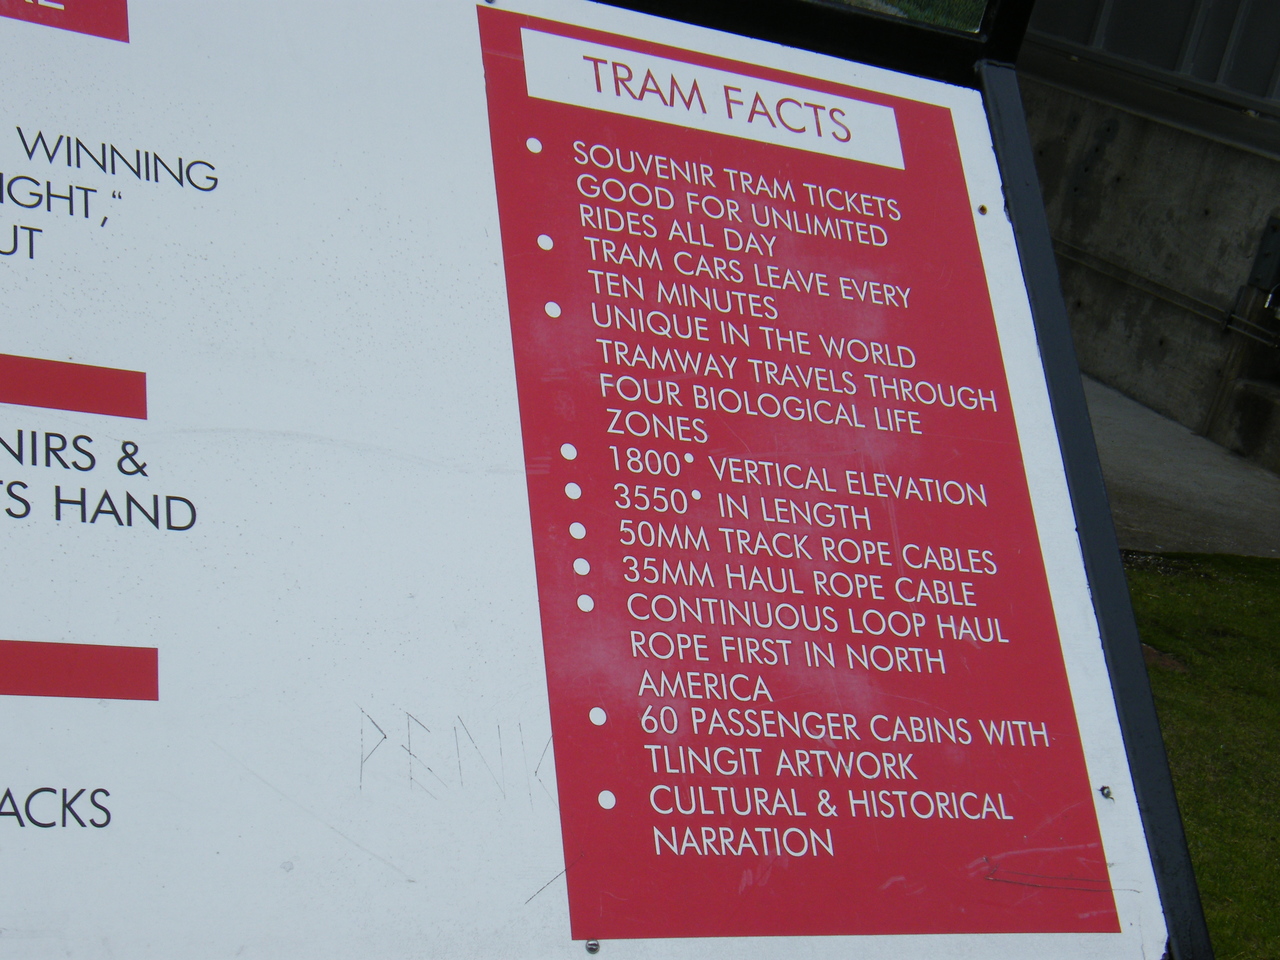 WINNING
UT
&
HAND
TRAM FACTS
• SOUVENIR TRAM TICKETS
GOOD FOR UNLIMITED
RIDES ALL DAY
• TRAM CARS LEAVE EVERY
TEN MINUTES
• UNIQUE IN THE WORLD
TRAMWAY TRAVELS THROUGH
FOUR BIOLOGICAL LIFE
ZONES
• 1800° VERTICAL ELEVATION
• 3550° IN LENGTH
• 50MM TRACK ROPE CABLES
• 35MM HAUL ROPE CABLE
• CONTINUOUS LOOP HAUL
ROPE FIRST IN NORTH
AMERICA
• 60 PASSENGER CABINS WITH
TLINGIT ARTWORK
• CULTURAL & HISTORICAL
NARRATION